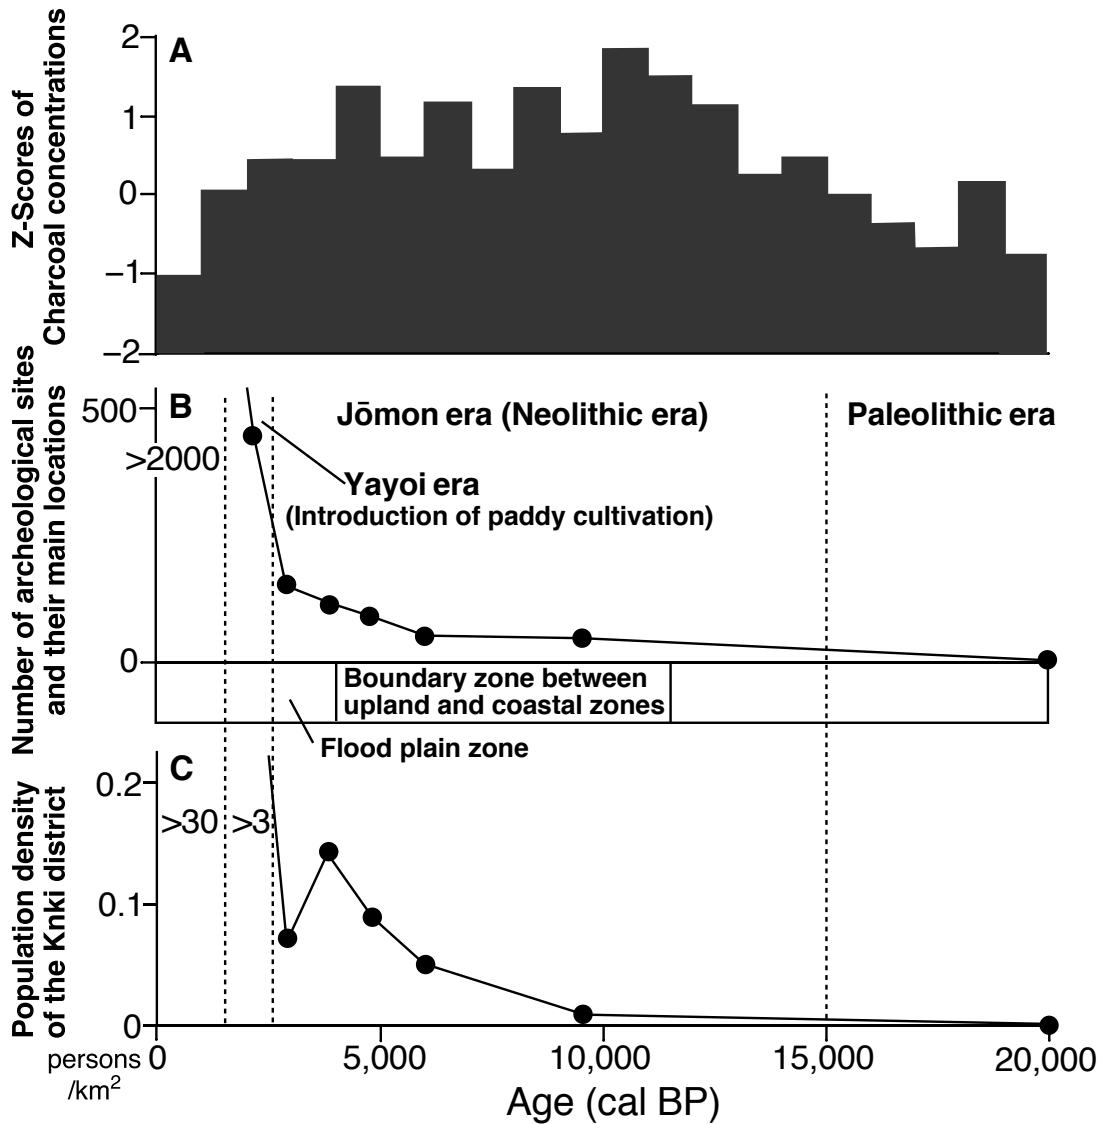 A
Z-Scores of
Charcoal concentrations
2
1
0
−1
−2
B
Number of archeological sites
and their main locations
500
>2000
0
Jōmon era (Neolithic era)
Paleolithic era
Yayoi era
(Introduction of paddy cultivation)
Boundary zone between
upland and coastal zones
Flood plain zone
C
Population density
of the Knki district
0.2
>30
>3
0.1
0
persons
/km²
0
5,000
10,000
15,000
20,000
Age (cal BP)